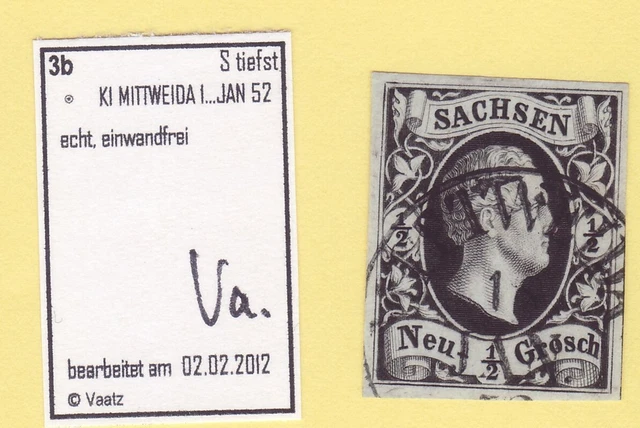 3b S tiefst
KI MITTWEIDA I...JAN 52
echt, einwandfrei
Va.
bearbeitet am 02.02.2012
© Vaatz
SACHSEN
1/2 1/2
Neu- 1/2 Grosch